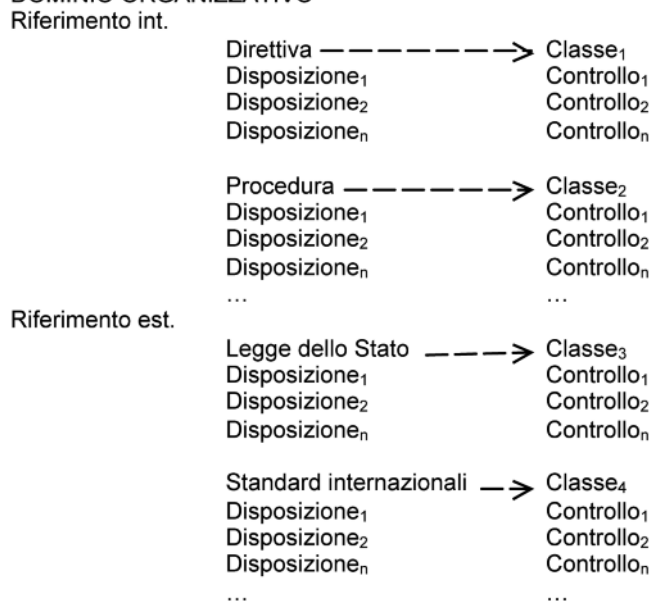 DOMINIO ORGANIZZATIVO
Riferimento int.
Direttiva Classe₁
Disposizione₁ Controllo₁
Disposizione₂ Controllo₂
Disposizioneₙ Controlloₙ
Procedura Classe₂
Disposizione₁ Controllo₁
Disposizione₂ Controllo₂
Disposizioneₙ Controlloₙ
… …
Riferimento est.
Legge dello Stato Classe₃
Disposizione₁ Controllo₁
Disposizione₂ Controllo₂
Disposizioneₙ Controlloₙ
Standard internazionali Classe₄
Disposizione₁ Controllo₁
Disposizione₂ Controllo₂
Disposizioneₙ Controlloₙ
… …